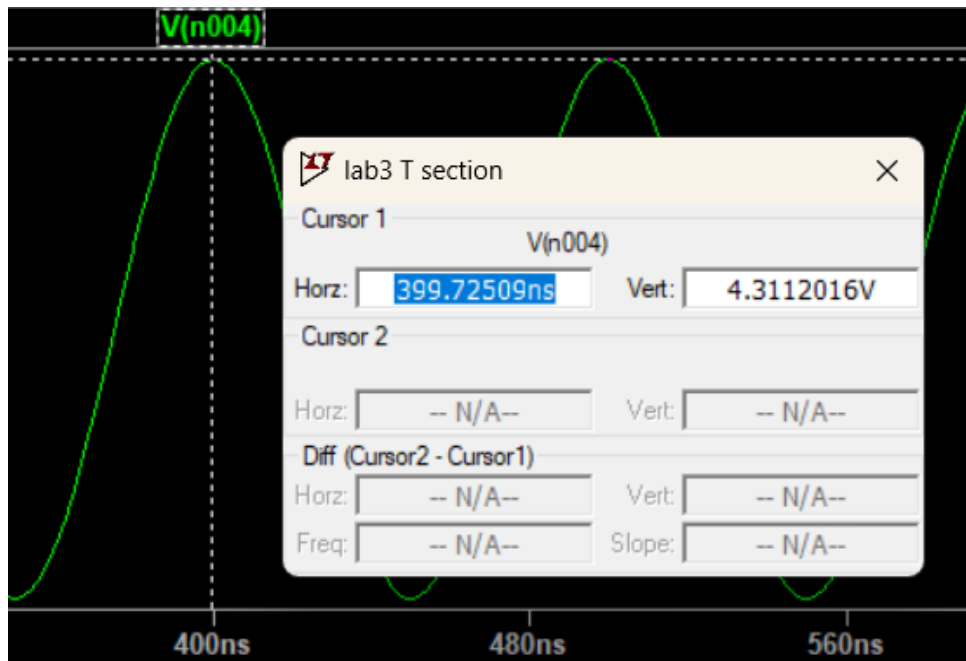 V(n004)
lab3 T section
Cursor 1
V(n004)
Horz: 399.72509ns Vert: 4.3112016V
Cursor 2
Horz: -- N/A-- Vert: -- N/A--
Diff (Cursor2 - Cursor1)
Horz: -- N/A-- Vert: -- N/A--
Freq: -- N/A-- Slope: -- N/A--
400ns 480ns 560ns